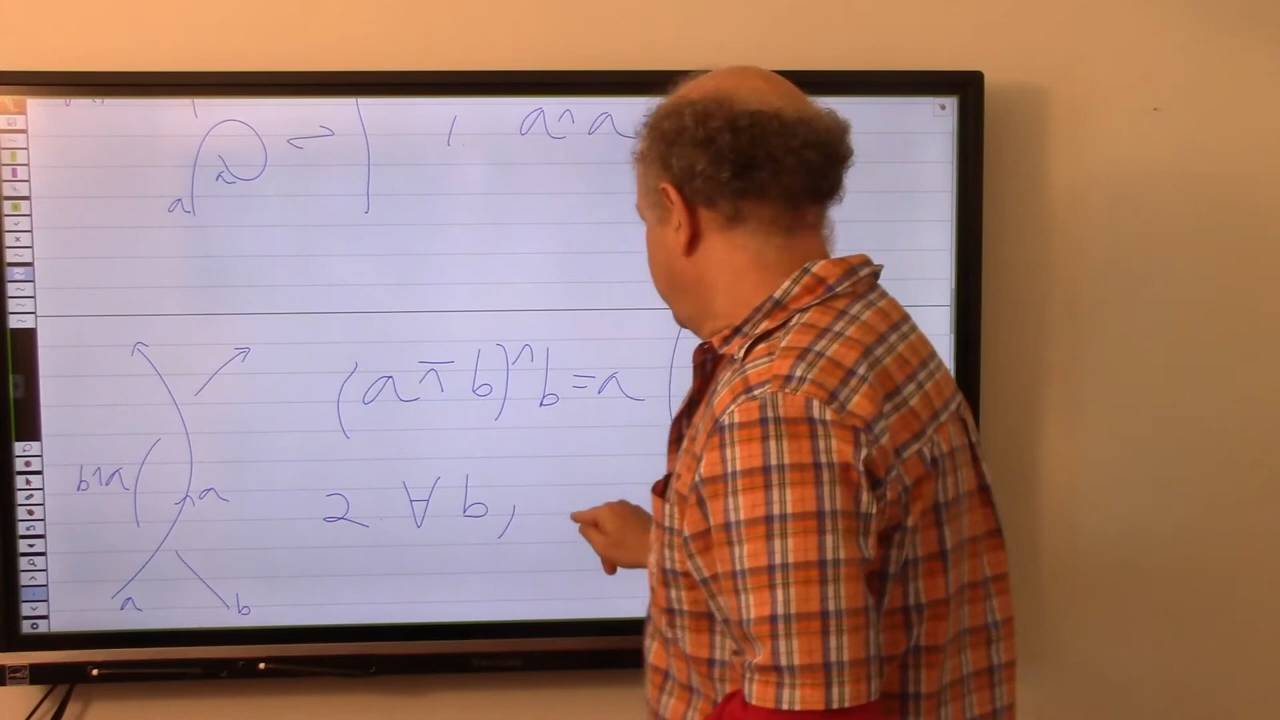 a 1. a^a
(a ⊼ b)^b = a (
b^a ^a 2. ∀ b,
a b